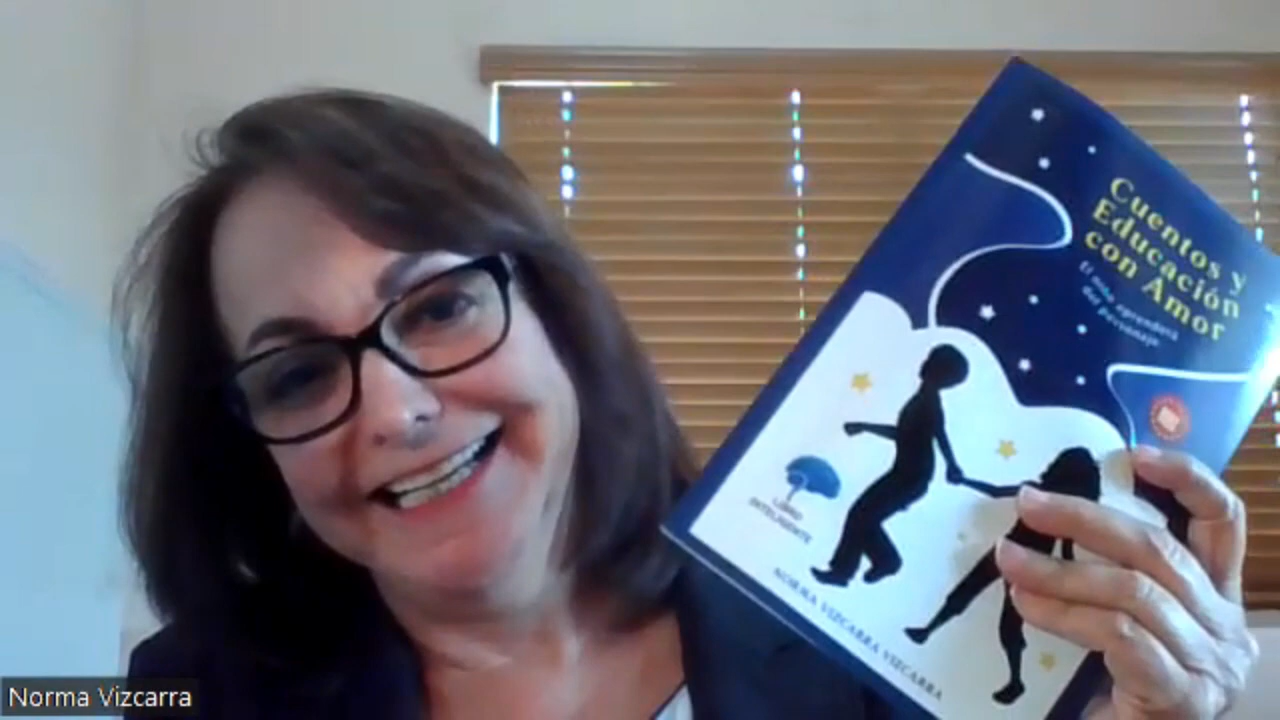 Cuentos y
Educación
con Amor
El niño aprenderá
del Personaje
LIBRO
INTELIGENTE
NORMA VIZCARRA VIZCARRA
Norma Vizcarra